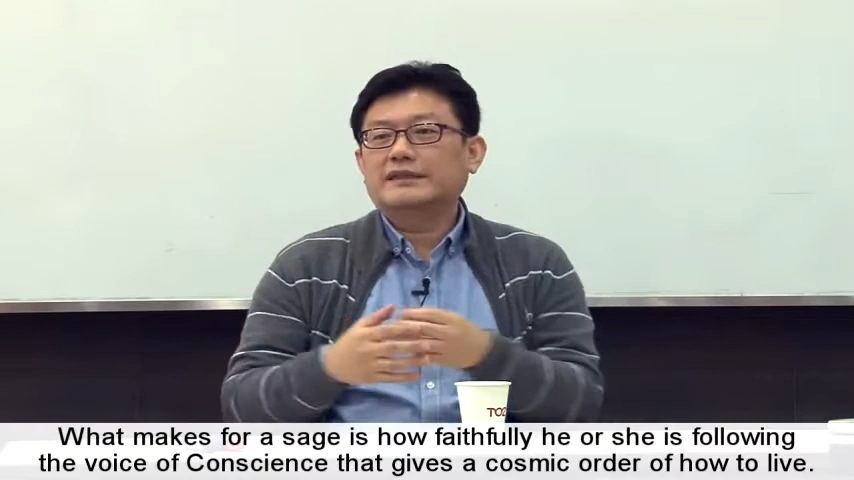 What makes for a sage is how faithfully he or she is following
the voice of Conscience that gives a cosmic order of how to live.